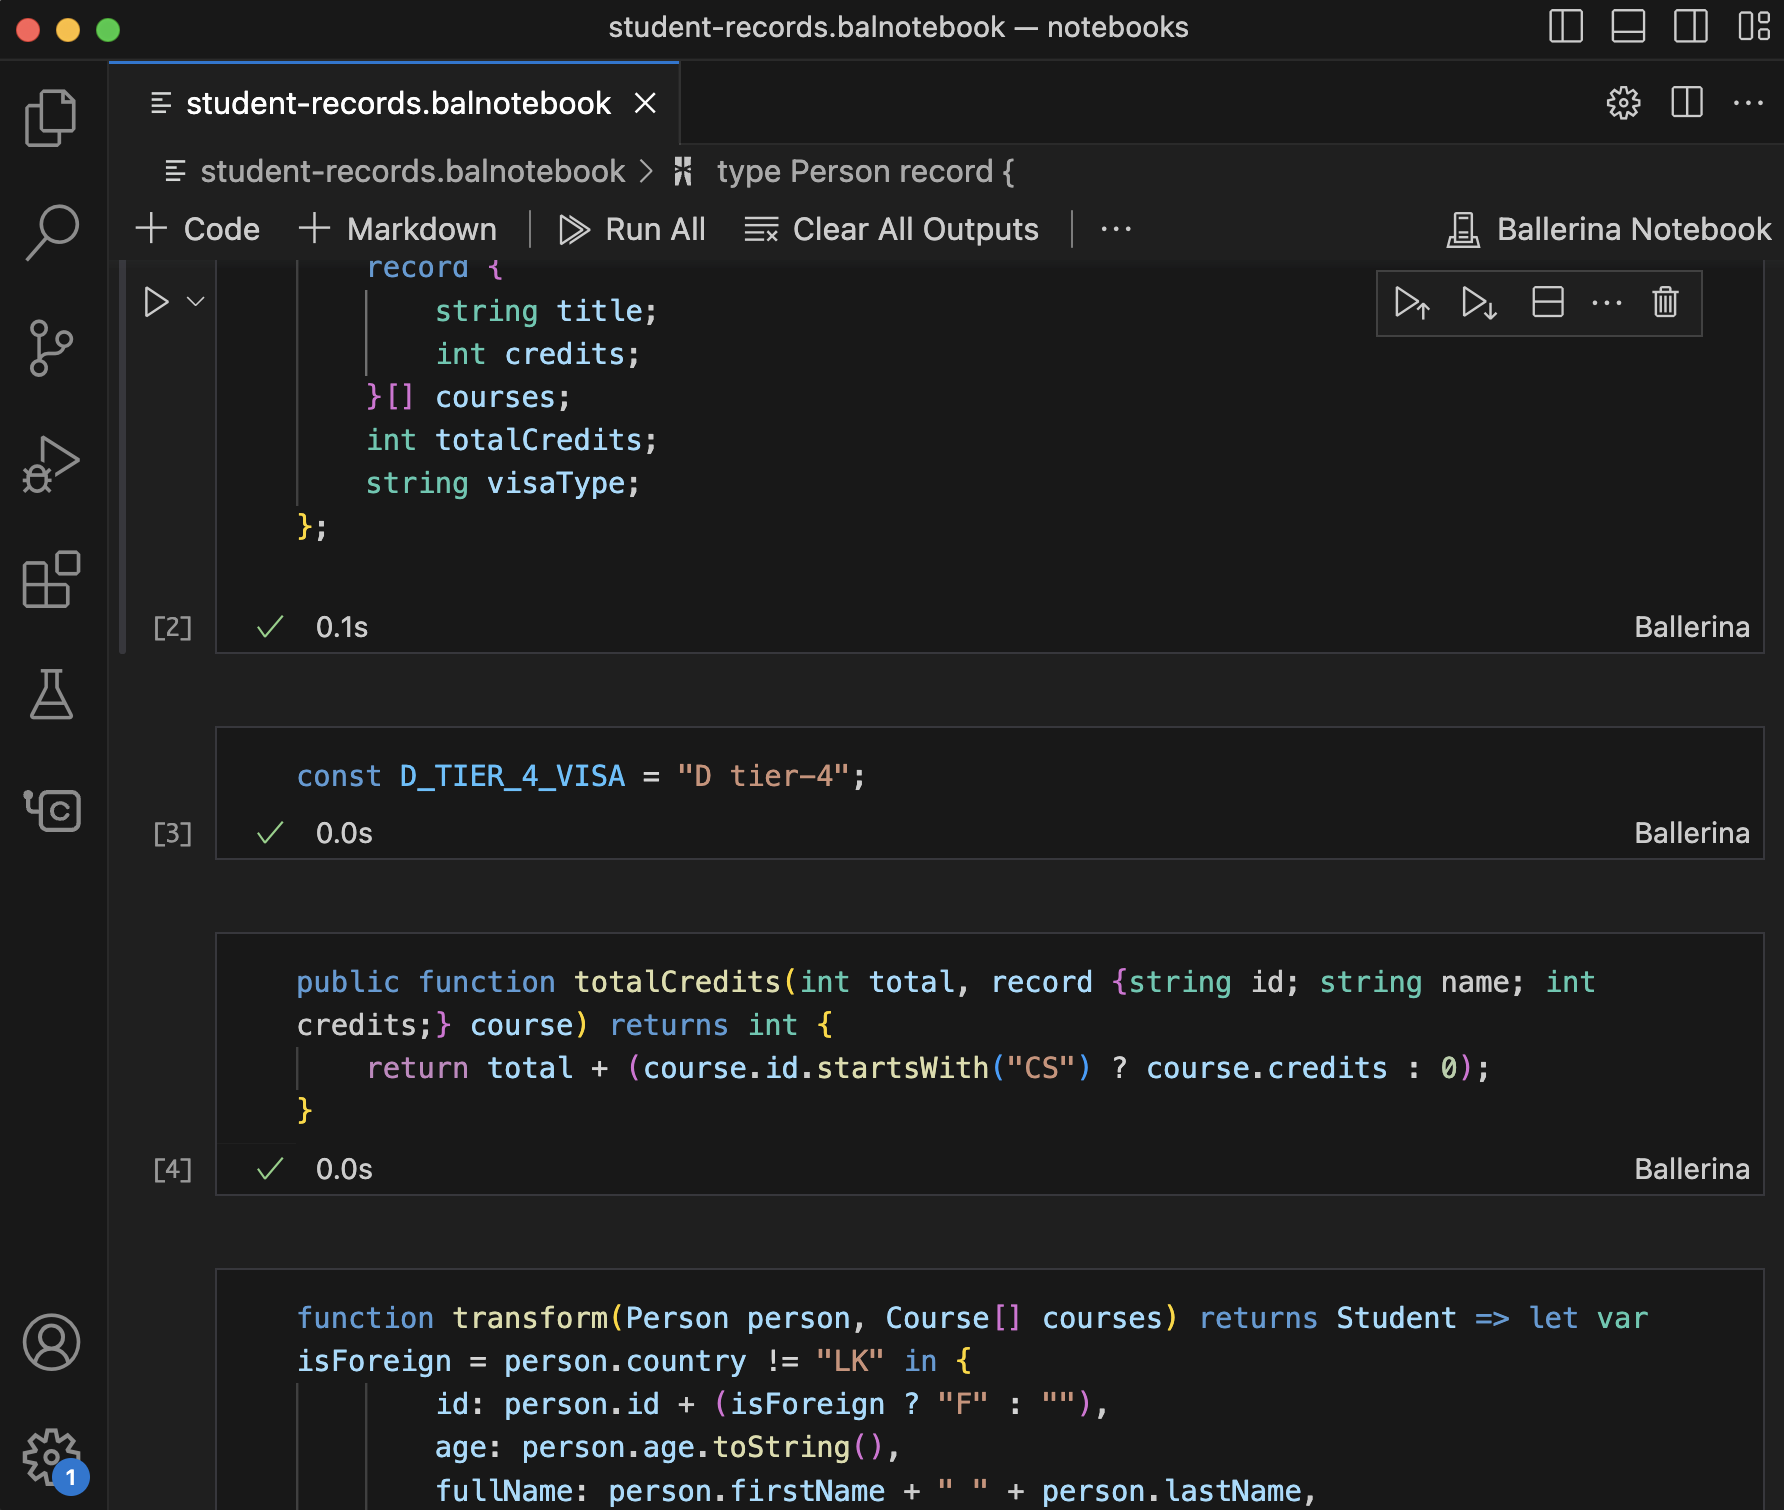 student-records.balnotebook — notebooks
student-records.balnotebook
student-records.balnotebook > type Person record {
Code Markdown Run All Clear All Outputs ... Ballerina Notebook
record {
string title;
int credits;
}[] courses;
int totalCredits;
string visaType;
};
[2] 0.1s Ballerina
const D_TIER_4_VISA = "D tier-4";
[3] 0.0s Ballerina
public function totalCredits(int total, record {string id; string name; int
credits;} course) returns int {
return total + (course.id.startsWith("CS") ? course.credits : 0);
}
[4] 0.0s Ballerina
function transform(Person person, Course[] courses) returns Student => let var
isForeign = person.country != "LK" in {
id: person.id + (isForeign ? "F" : ""),
age: person.age.toString(),
fullName: person.firstName + " " + person.lastName,
1